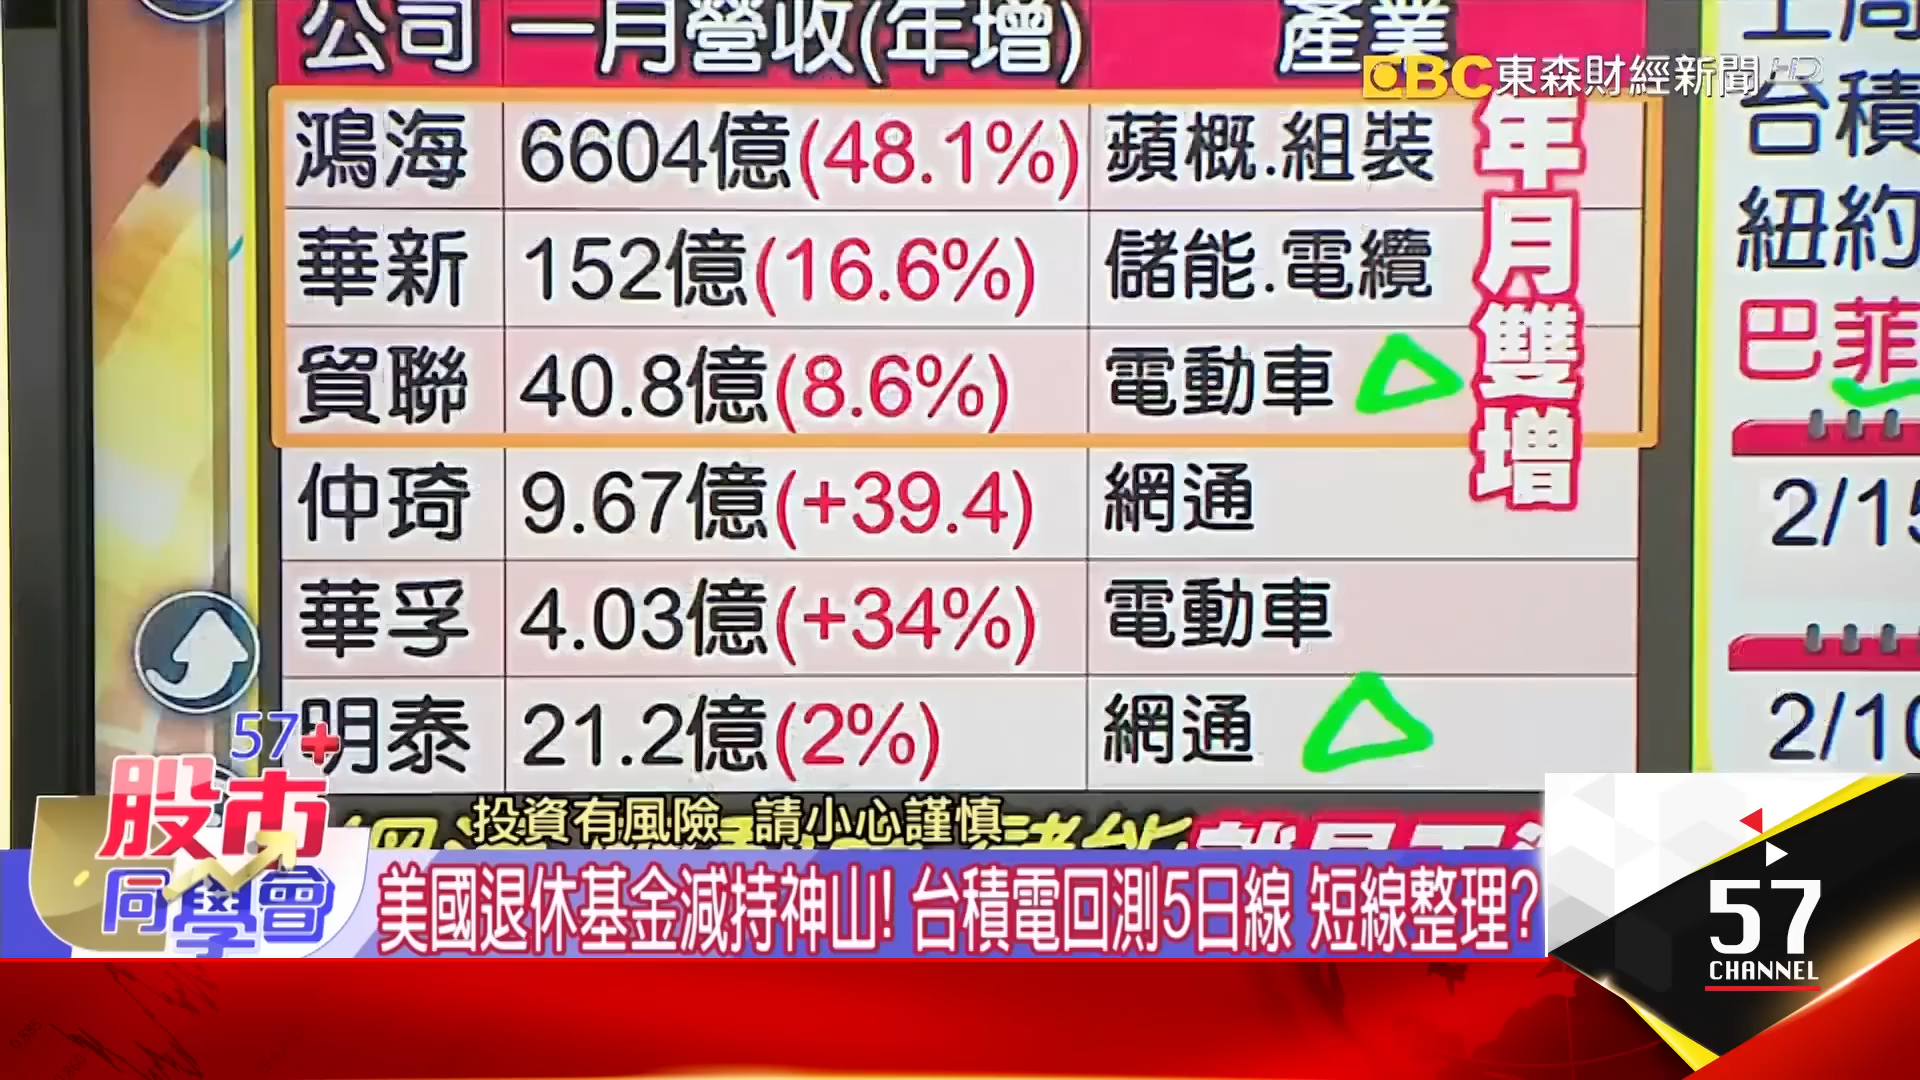 公司 一月營收(年增) 產業
EBC東森財經新聞HD
鴻海 6604億(48.1%) 蘋概.組裝
華新 152億(16.6%) 儲能.電纜
貿聯 40.8億(8.6%) 電動車
仲琦 9.67億(+39.4) 網通
華孚 4.03億(+34%) 電動車
明泰 21.2億(2%) 網通
年月雙增
台積
紐約
巴菲
2/15
2/10
57+
股市
同學會
投資有風險 請小心謹慎
美國退休基金減持神山! 台積電回測5日線 短線整理?
57
CHANNEL